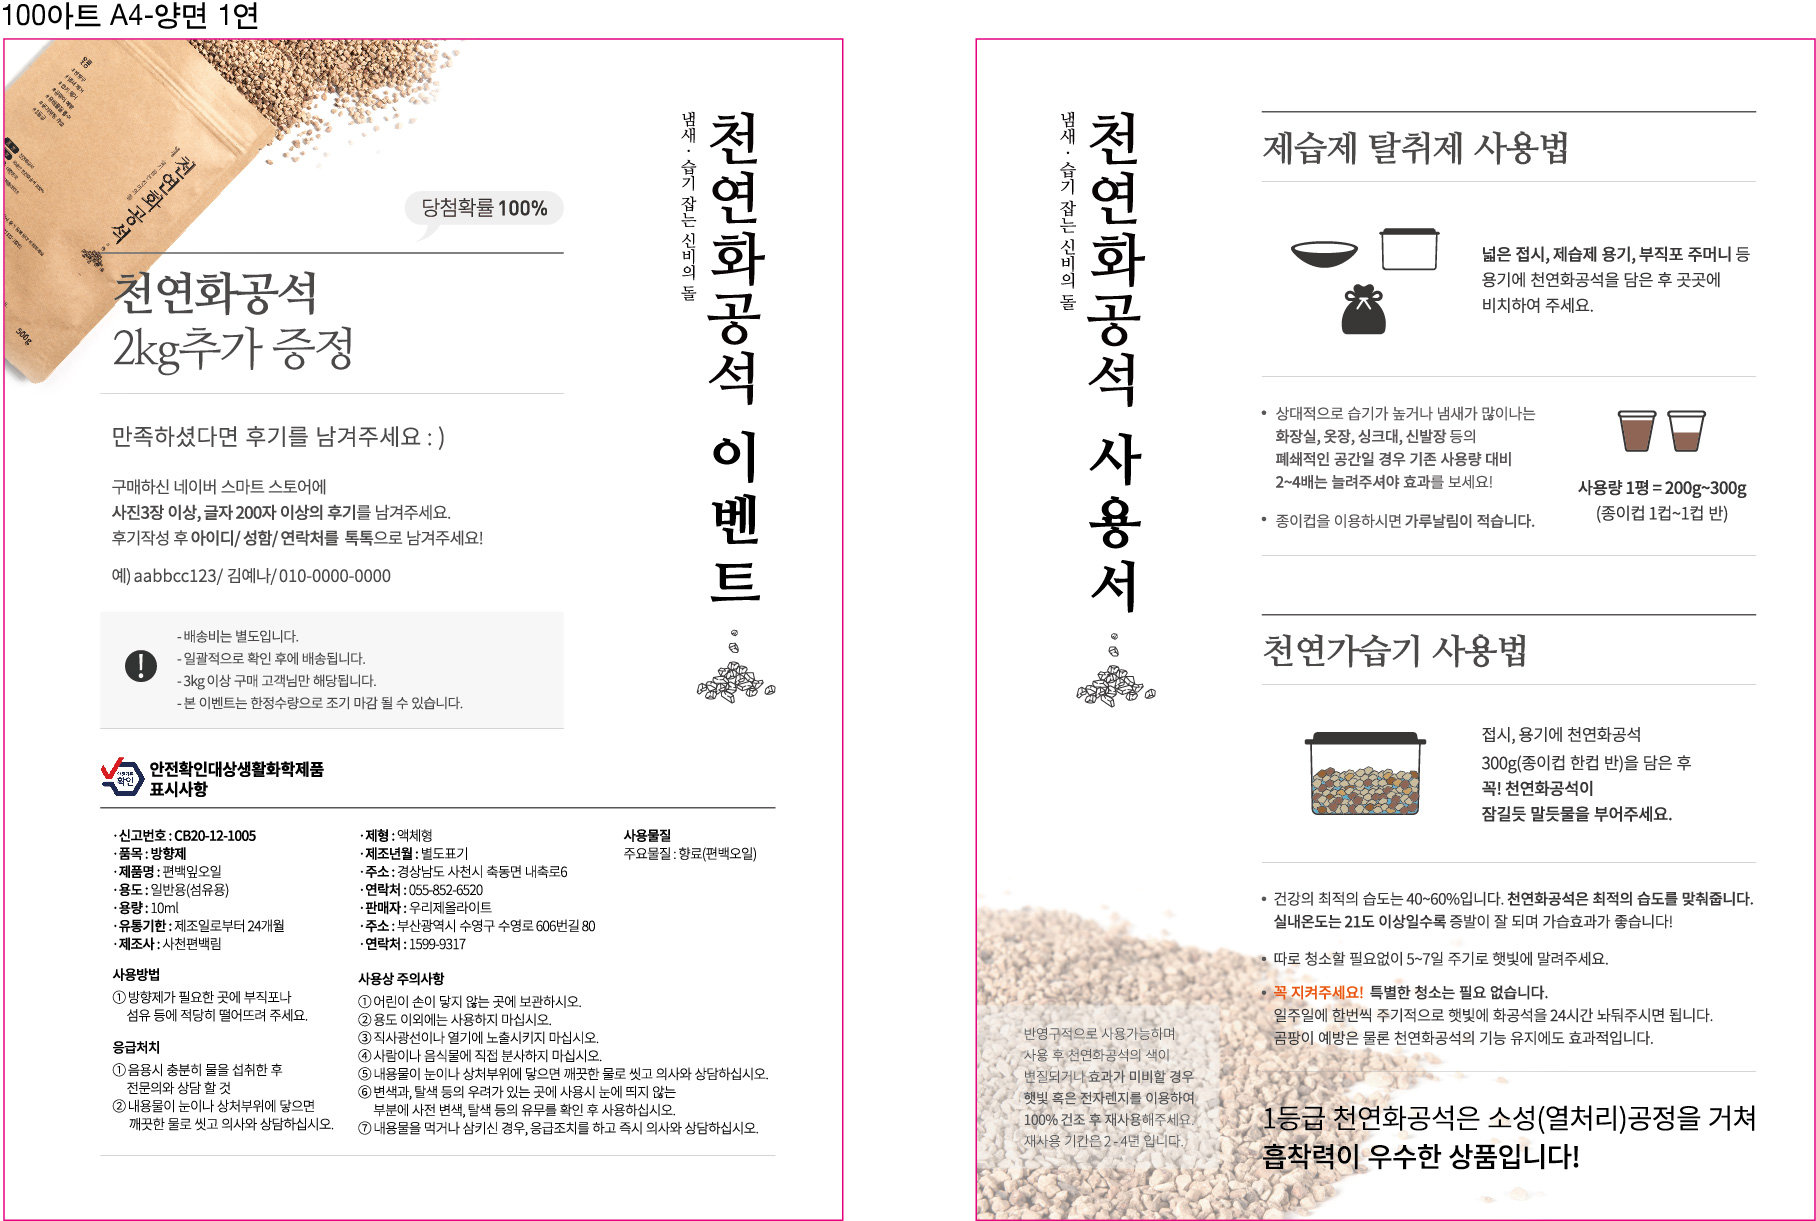 100아트 A4-양면 1연
천연화공석
500g
당첨확률 100%
천연화공석
2kg추가 증정
만족하셨다면 후기를 남겨주세요 : )
구매하신 네이버 스마트 스토어에
사진3장 이상, 글자 200자 이상의 후기를 남겨주세요.
후기작성 후 아이디/ 성함/ 연락처를 톡톡으로 남겨주세요!
예) aabbcc123/ 김예나/ 010-0000-0000
- 배송비는 별도입니다.
- 일괄적으로 확인 후에 배송됩니다.
- 3kg 이상 구매 고객님만 해당됩니다.
- 본 이벤트는 한정수량으로 조기 마감 될 수 있습니다.
냄새 · 습기 잡는 신비의 돌
천연화공석 이벤트
확인
안전확인대상생활화학제품
표시사항
· 신고번호 : CB20-12-1005
· 품목 : 방향제
· 제품명 : 편백잎오일
· 용도 : 일반용(섬유용)
· 용량 : 10ml
· 유통기한 : 제조일로부터 24개월
· 제조사 : 사천편백림
· 제형 : 액체형
· 제조년월 : 별도표기
· 주소 : 경상남도 사천시 축동면 내축로6
· 연락처 : 055-852-6520
· 판매자 : 우리제올라이트
· 주소 : 부산광역시 수영구 수영로 606번길 80
· 연락처 : 1599-9317
사용물질
주요물질 : 향료(편백오일)
사용방법
① 방향제가 필요한 곳에 부직포나
섬유 등에 적당히 떨어뜨려 주세요.
응급처치
① 음용시 충분히 물을 섭취한 후
전문의와 상담 할 것
② 내용물이 눈이나 상처부위에 닿으면
깨끗한 물로 씻고 의사와 상담하십시오.
사용상 주의사항
① 어린이 손이 닿지 않는 곳에 보관하시오.
② 용도 이외에는 사용하지 마십시오.
③ 직사광선이나 열기에 노출시키지 마십시오.
④ 사람이나 음식물에 직접 분사하지 마십시오.
⑤ 내용물이 눈이나 상처부위에 닿으면 깨끗한 물로 씻고 의사와 상담하십시오.
⑥ 변색과, 탈색 등의 우려가 있는 곳에 사용시 눈에 띄지 않는
부분에 사전 변색, 탈색 등의 유무를 확인 후 사용하십시오.
⑦ 내용물을 먹거나 삼키신 경우, 응급조치를 하고 즉시 의사와 상담하십시오.
냄새 · 습기 잡는 신비의 돌
천연화공석 사용서
제습제 탈취제 사용법
넓은 접시, 제습제 용기, 부직포 주머니 등
용기에 천연화공석을 담은 후 곳곳에
비치하여 주세요.
• 상대적으로 습기가 높거나 냄새가 많이나는
화장실, 옷장, 싱크대, 신발장 등의
폐쇄적인 공간일 경우 기존 사용량 대비
2~4배는 늘려주셔야 효과를 보세요!
• 종이컵을 이용하시면 가루날림이 적습니다.
사용량 1평 = 200g~300g
(종이컵 1컵~1컵 반)
천연가습기 사용법
접시, 용기에 천연화공석
300g(종이컵 한컵 반)을 담은 후
꼭! 천연화공석이
잠길듯 말듯물을 부어주세요.
• 건강의 최적의 습도는 40~60%입니다. 천연화공석은 최적의 습도를 맞춰줍니다.
실내온도는 21도 이상일수록 증발이 잘 되며 가습효과가 좋습니다!
• 따로 청소할 필요없이 5~7일 주기로 햇빛에 말려주세요.
• 꼭 지켜주세요! 특별한 청소는 필요 없습니다.
일주일에 한번씩 주기적으로 햇빛에 화공석을 24시간 놔둬주시면 됩니다.
곰팡이 예방은 물론 천연화공석의 기능 유지에도 효과적입니다.
반영구적으로 사용가능하며
사용 후 천연화공석의 색이
변질되거나 효과가 미비할 경우
햇빛 혹은 전자렌지를 이용하여
100% 건조 후 재사용해주세요.
재사용 기간은 2 - 4년 입니다.
1등급 천연화공석은 소성(열처리)공정을 거쳐
흡착력이 우수한 상품입니다!